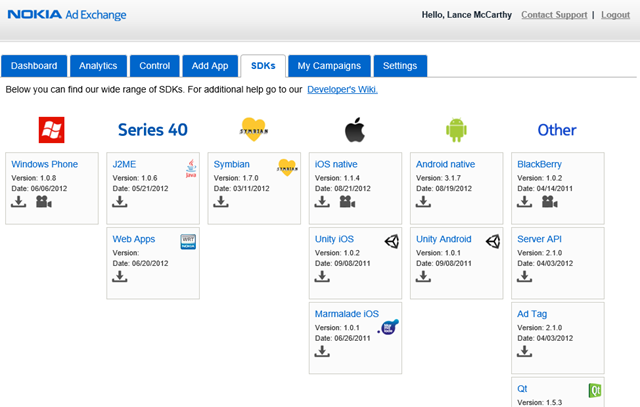 NOKIA Ad Exchange
Hello, Lance McCarthy Contact Support | Logout
Dashboard Analytics Control Add App SDKs My Campaigns Settings
Below you can find our wide range of SDKs. For additional help go to our Developer's Wiki.
Series 40
SYMBIAN
Other
Windows Phone
Version: 1.0.8
Date: 06/06/2012
J2ME
Version: 1.0.6
Date: 05/21/2012
Java
Symbian
Version: 1.7.0
Date: 03/11/2012
SYMBIAN
iOS native
Version: 1.1.4
Date: 08/21/2012
Android native
Version: 3.1.7
Date: 08/19/2012
BlackBerry
Version: 1.0.2
Date: 04/14/2011
Web Apps
Version:
Date: 06/20/2012
WRT
NOKIA
Unity iOS
Version: 1.0.2
Date: 09/08/2011
Unity Android
Version: 1.0.1
Date: 09/08/2011
Server API
Version: 2.1.0
Date: 04/03/2012
Marmalade iOS
Version: 1.0.1
Date: 06/26/2011
Ad Tag
Version: 2.1.0
Date: 04/03/2012
Qt
Version: 1.5.3
Qt